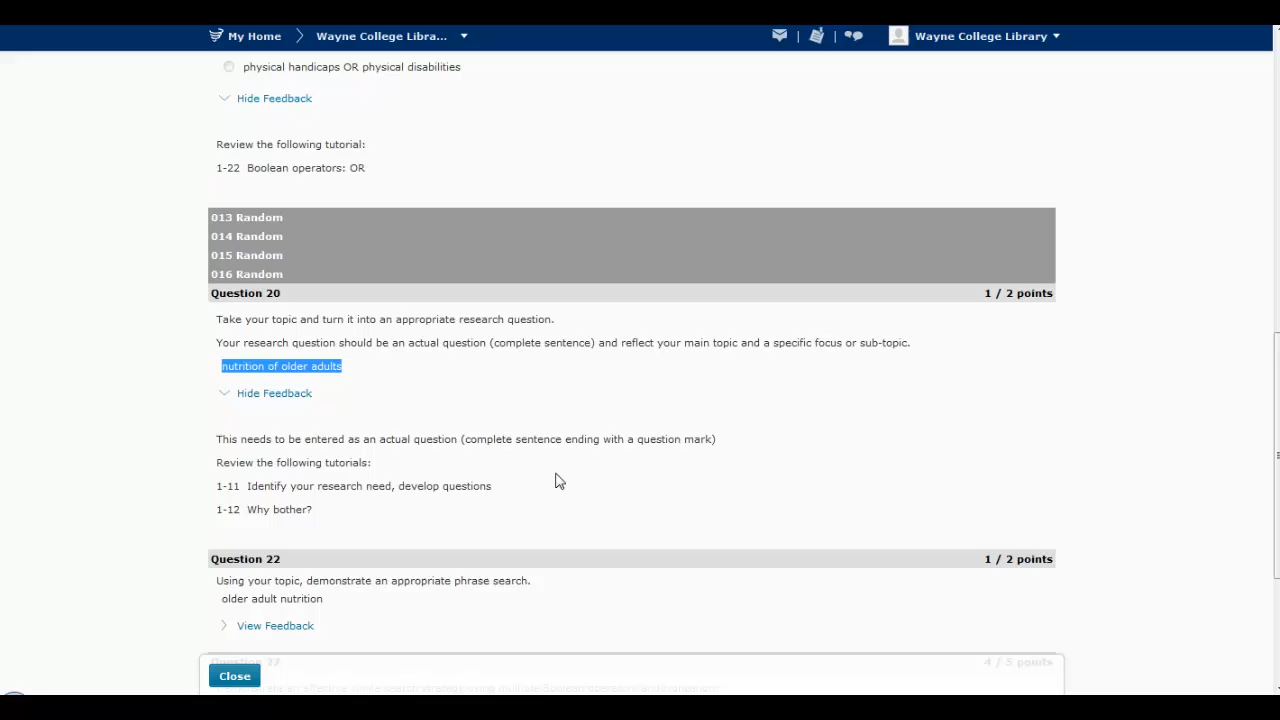 My Home
Wayne College Libra...
Wayne College Library
physical handicaps OR physical disabilities
Hide Feedback
Review the following tutorial:
1-22 Boolean operators: OR
013 Random
014 Random
015 Random
016 Random
Question 20 1 / 2 points
Take your topic and turn it into an appropriate research question.
Your research question should be an actual question (complete sentence) and reflect your main topic and a specific focus or sub-topic.
nutrition of older adults
Hide Feedback
This needs to be entered as an actual question (complete sentence ending with a question mark)
Review the following tutorials:
1-11 Identify your research need, develop questions
1-12 Why bother?
Question 22 1 / 2 points
Using your topic, demonstrate an appropriate phrase search.
older adult nutrition
View Feedback
4 / 5 points
Close